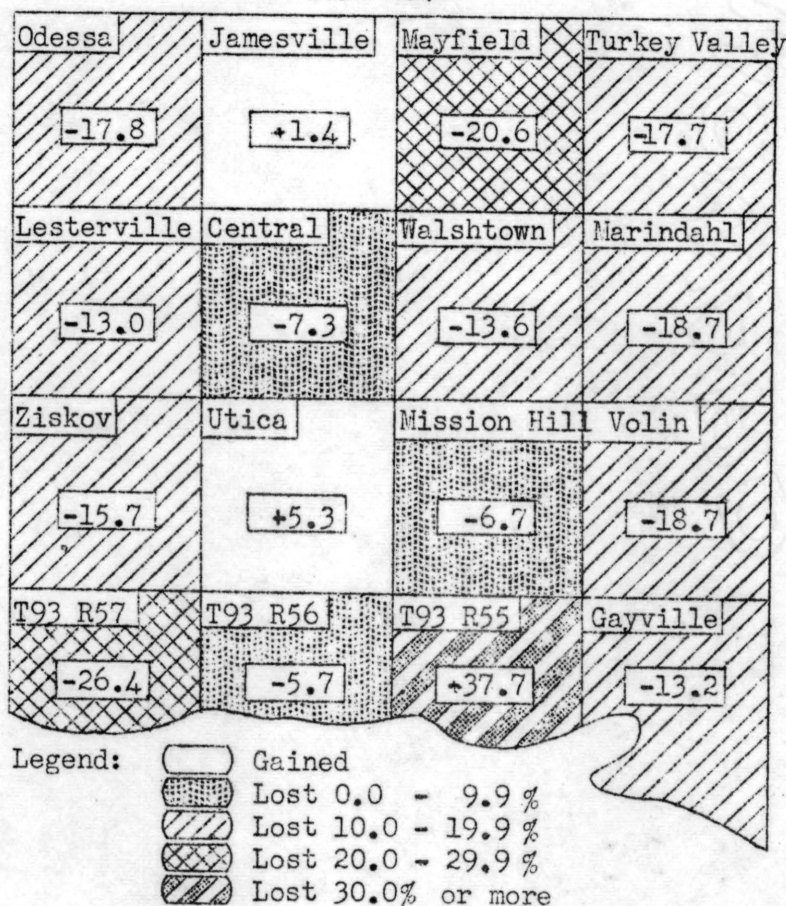 Odessa Jamesville Mayfield Turkey Valley
-17.8 +1.4 -20.6 -17.7
Lesterville Central Walshtown Marindahl
-13.0 -7.3 -13.6 -18.7
Ziskov Utica Mission Hill Volin
-15.7 +5.3 -6.7 -18.7
T93 R57 T93 R56 T93 R55 Gayville
-26.4 -5.7 +37.7 -13.2
Legend: Gained
Lost 0.0 - 9.9 %
Lost 10.0 - 19.9 %
Lost 20.0 - 29.9 %
Lost 30.0% or more